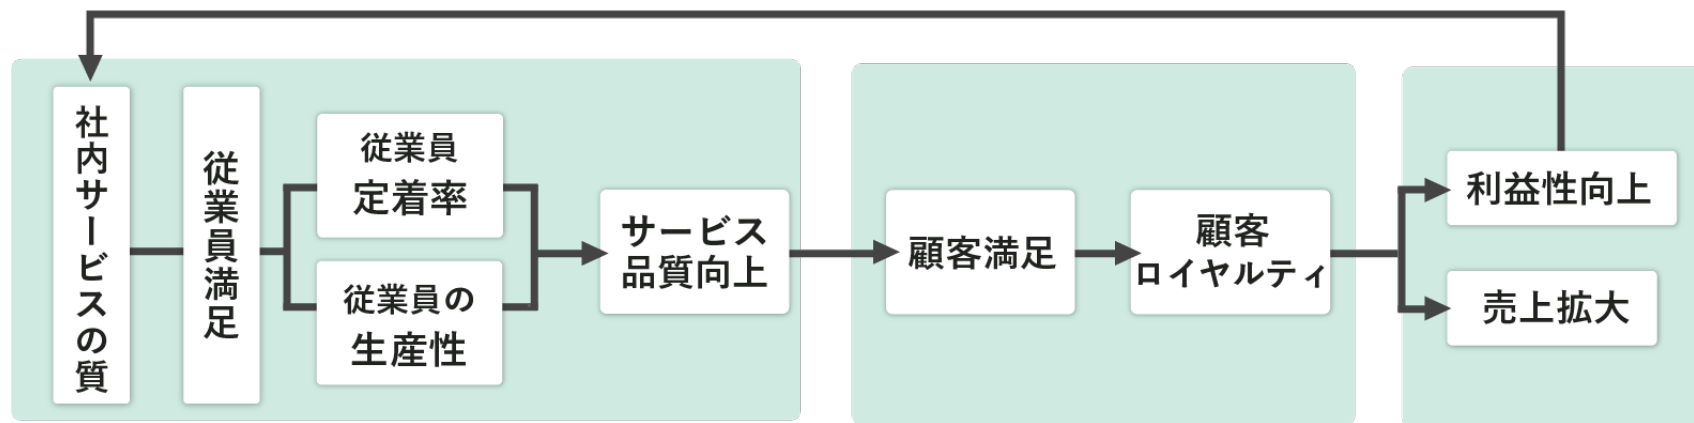 社内サービスの質
従業員満足
従業員
定着率
従業員の
生産性
サービス
品質向上
顧客満足
顧客
ロイヤルティ
利益性向上
売上拡大